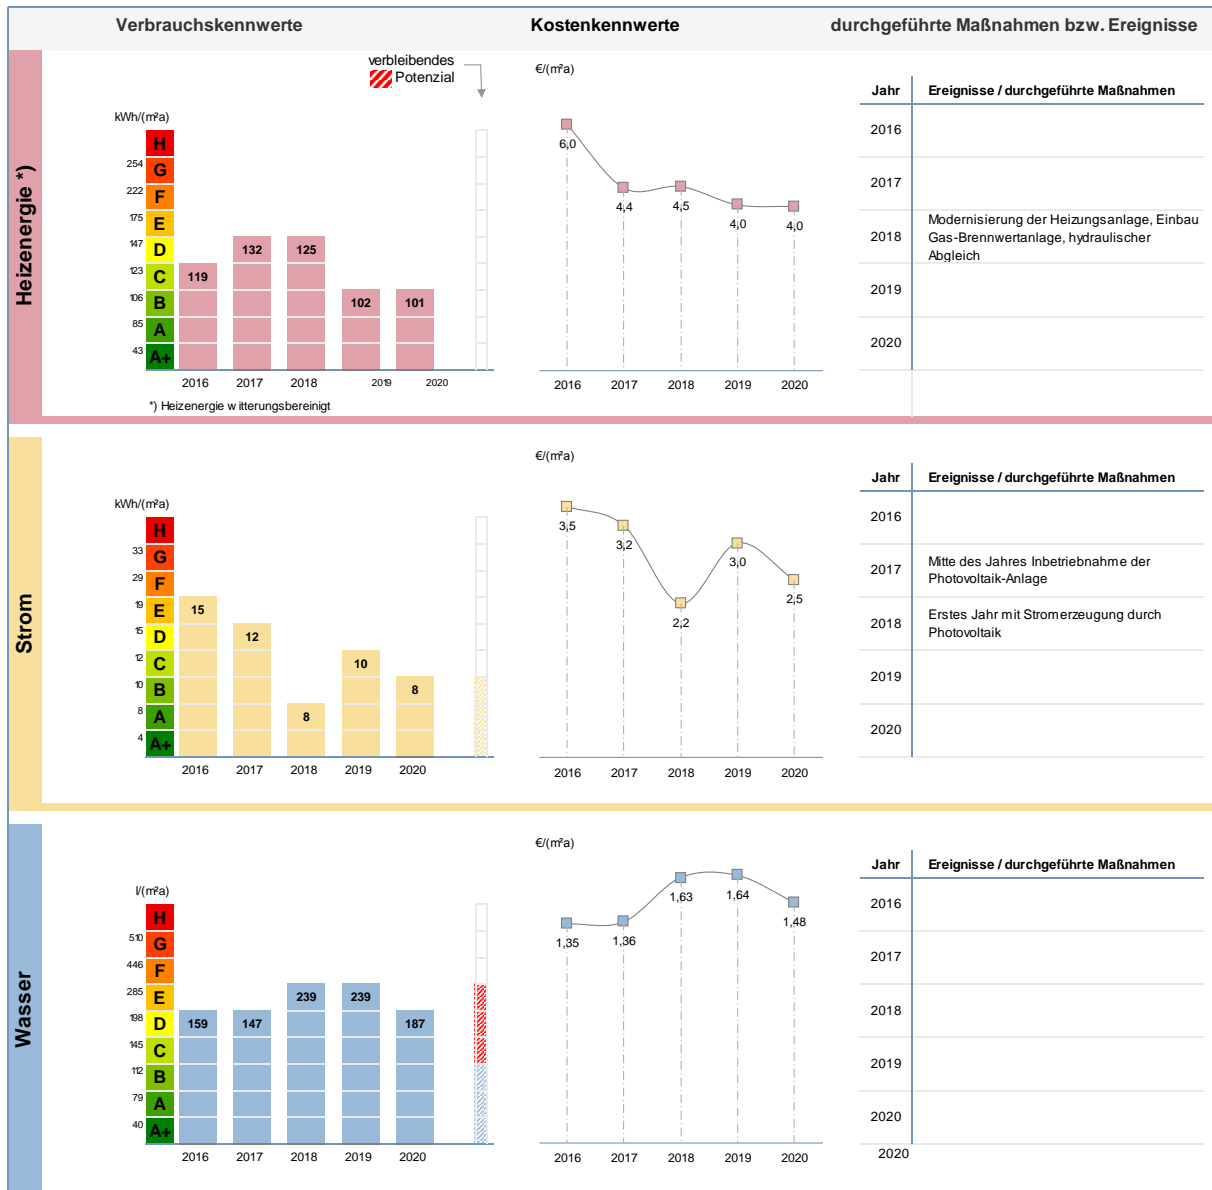 Verbrauchskennwerte
Kostenkennwerte
durchgeführte Maßnahmen bzw. Ereignisse
Heizenergie *)
verbleibendes
Potenzial
kWh/(m²a)
H
254
G
222
F
175
E
147
D
123
C
106
B
85
A
43
A+
119
132
125
102
101
2016 2017 2018 2019 2020
*) Heizenergie witterungsbereinigt
€/(m²a)
6,0
4,4
4,5
4,0
4,0
2016 2017 2018 2019 2020
Jahr Ereignisse / durchgeführte Maßnahmen
2016
2017
2018
Modernisierung der Heizungsanlage, Einbau
Gas-Brennwertanlage, hydraulischer
Abgleich
2019
2020
Strom
kWh/(m²a)
H
33
G
29
F
19
E
15
D
12
C
10
B
8
A
4
A+
15
12
8
10
8
2016 2017 2018 2019 2020
€/(m²a)
3,5
3,2
2,2
3,0
2,5
2016 2017 2018 2019 2020
Jahr Ereignisse / durchgeführte Maßnahmen
2016
2017
Mitte des Jahres Inbetriebnahme der
Photovoltaik-Anlage
2018
Erstes Jahr mit Stromerzeugung durch
Photovoltaik
2019
2020
Wasser
l/(m²a)
H
510
G
446
F
285
E
198
D
145
C
112
B
79
A
40
A+
159
147
239
239
187
2016 2017 2018 2019 2020
€/(m²a)
1,35
1,36
1,63
1,64
1,48
2016 2017 2018 2019 2020
Jahr Ereignisse / durchgeführte Maßnahmen
2016
2017
2018
2019
2020
2020